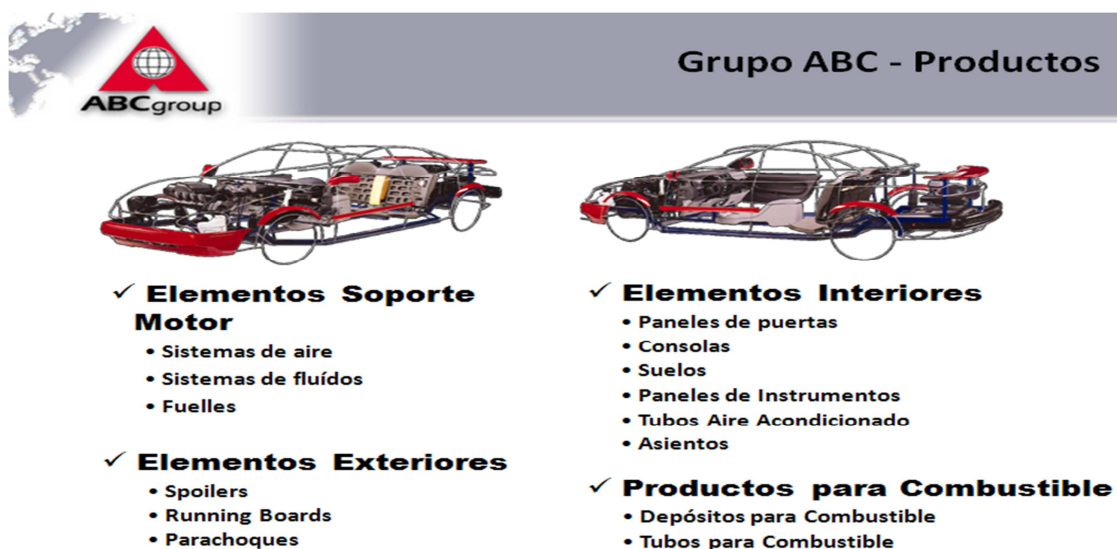 ABCgroup
Grupo ABC - Productos
✓ Elementos Soporte
Motor
• Sistemas de aire
• Sistemas de fluídos
• Fuelles
✓ Elementos Exteriores
• Spoilers
• Running Boards
• Parachoques
✓ Elementos Interiores
• Paneles de puertas
• Consolas
• Suelos
• Paneles de Instrumentos
• Tubos Aire Acondicionado
• Asientos
✓ Productos para Combustible
• Depósitos para Combustible
• Tubos para Combustible